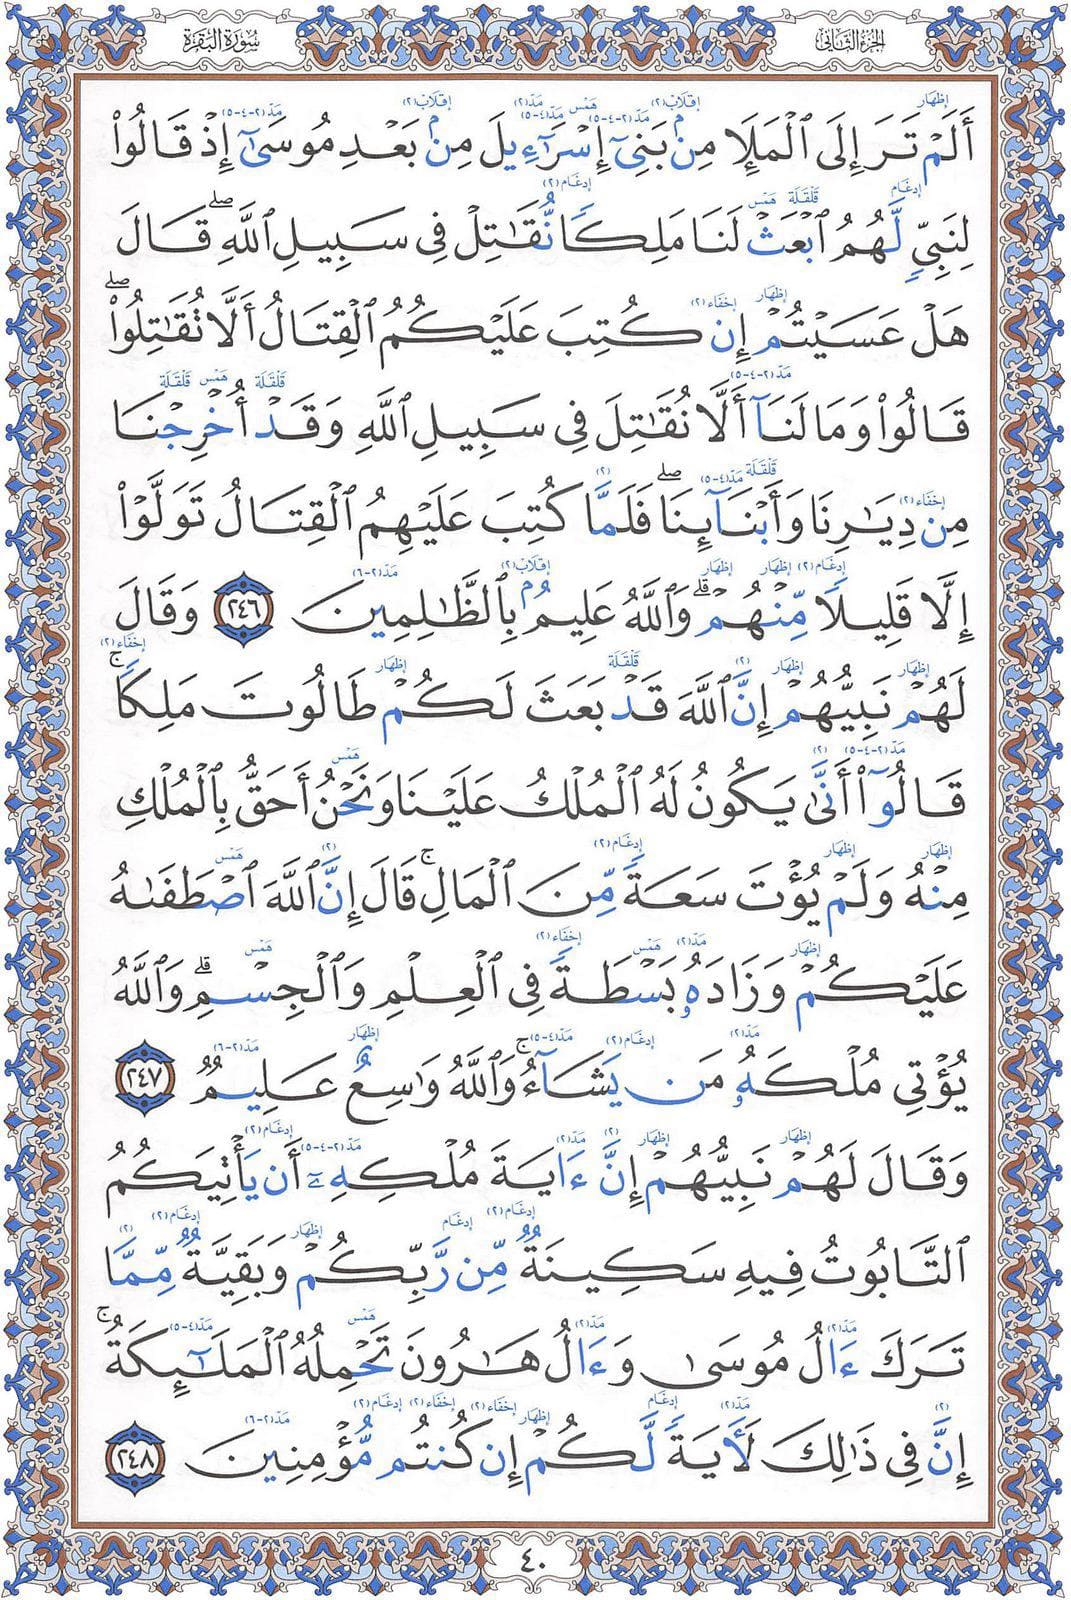 سُورَةُ البَقَرَةِ
الجزء الثاني
أَلَمْ تَرَ إِلَى ٱلْمَلَإِ مِنۢ بَنِىٓ إِسْرَٰٓءِيلَ مِنۢ بَعْدِ مُوسَىٰٓ إِذْ قَالُوا۟
لِنَبِىٍّ لَّهُمُ ٱبْعَثْ لَنَا مَلِكًا نُّقَٰتِلْ فِى سَبِيلِ ٱللَّهِ ۖ قَالَ
هَلْ عَسَيْتُمْ إِن كُتِبَ عَلَيْكُمُ ٱلْقِتَالُ أَلَّا تُقَٰتِلُوا۟ ۖ
قَالُوا۟ وَمَا لَنَآ أَلَّا نُقَٰتِلَ فِى سَبِيلِ ٱللَّهِ وَقَدْ أُخْرِجْنَا
مِن دِيَٰرِنَا وَأَبْنَآئِنَا ۖ فَلَمَّا كُتِبَ عَلَيْهِمُ ٱلْقِتَالُ تَوَلَّوْا۟
إِلَّا قَلِيلًا مِّنْهُمْ ۗ وَٱللَّهُ عَلِيمٌۢ بِٱلظَّٰلِمِينَ ٢٤٦ وَقَالَ
لَهُمْ نَبِيُّهُمْ إِنَّ ٱللَّهَ قَدْ بَعَثَ لَكُمْ طَالُوتَ مَلِكًا ۚ
قَالُوٓا۟ أَنَّىٰ يَكُونُ لَهُ ٱلْمُلْكُ عَلَيْنَا وَنَحْنُ أَحَقُّ بِٱلْمُلْكِ
مِنْهُ وَلَمْ يُؤْتَ سَعَةً مِّنَ ٱلْمَالِ ۚ قَالَ إِنَّ ٱللَّهَ ٱصْطَفَىٰهُ
عَلَيْكُمْ وَزَادَهُۥ بَسْطَةً فِى ٱلْعِلْمِ وَٱلْجِسْمِ ۗ وَٱللَّهُ
يُؤْتِى مُلْكَهُۥ مَن يَشَآءُ ۚ وَٱللَّهُ وَٰسِعٌ عَلِيمٌ ٢٤٧
وَقَالَ لَهُمْ نَبِيُّهُمْ إِنَّ ءَايَةَ مُلْكِهِۦٓ أَن يَأْتِيَكُمُ
ٱلتَّابُوتُ فِيهِ سَكِينَةٌ مِّن رَّبِّكُمْ وَبَقِيَّةٌ مِّمَّا
تَرَكَ ءَالُ مُوسَىٰ وَءَالُ هَٰرُونَ تَحْمِلُهُ ٱلْمَلَٰٓئِكَةُ ۚ
إِنَّ فِى ذَٰلِكَ لَءَايَةً لَّكُمْ إِن كُنتُم مُّؤْمِنِينَ ٢٤٨
٤٠